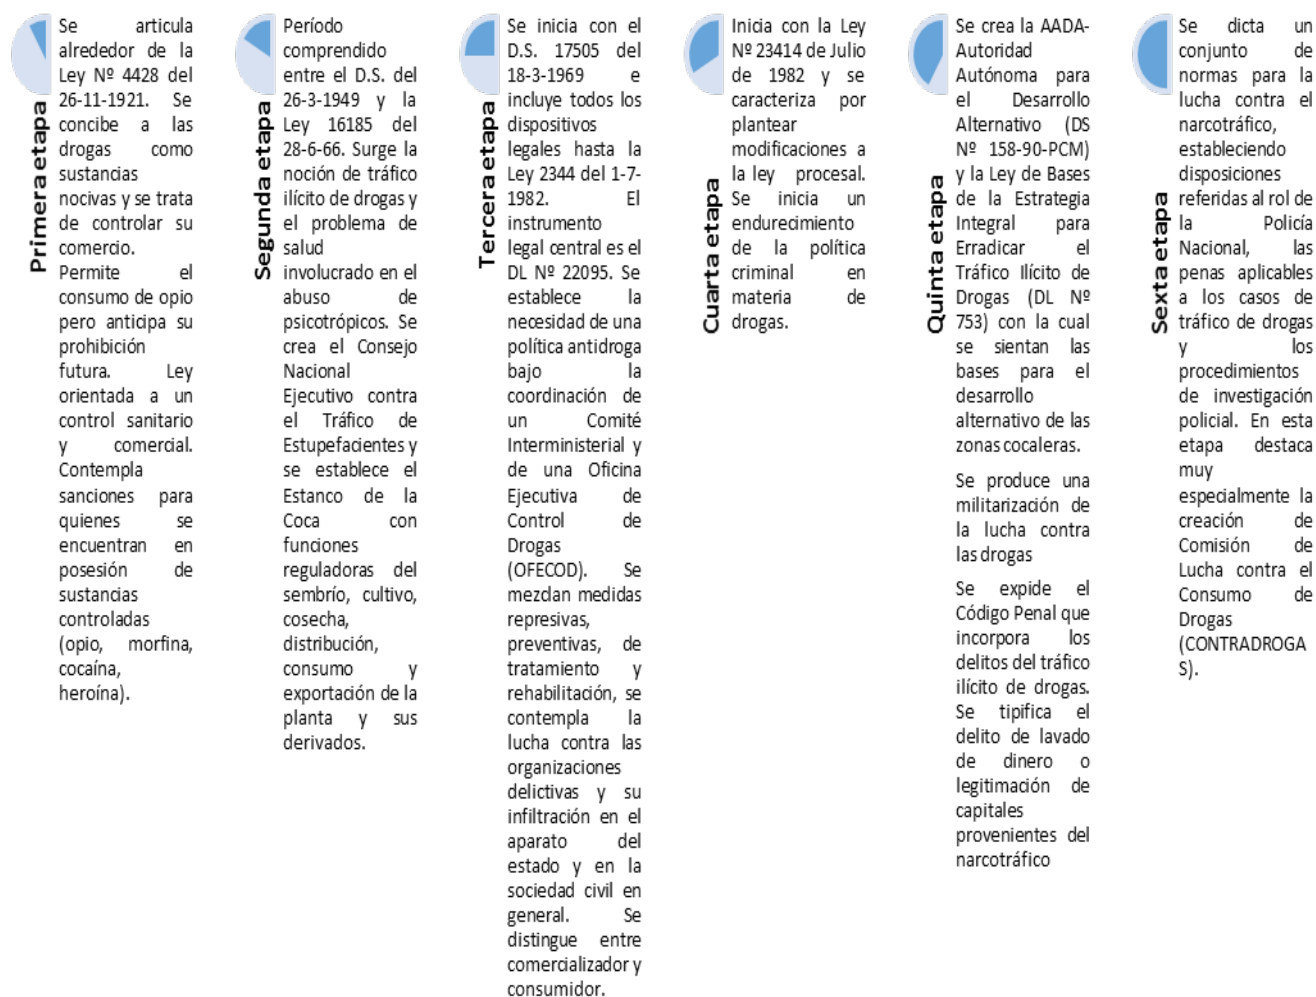 Primera etapa
Se articula
alrededor de la
Ley Nº 4428 del
26-11-1921. Se
concibe a las
drogas como
sustancias
nocivas y se trata
de controlar su
comercio.
Permite el
consumo de opio
pero anticipa su
prohibición
futura. Ley
orientada a un
control sanitario
y comercial.
Contempla
sanciones para
quienes se
encuentran en
posesión de
sustancias
controladas
(opio, morfina,
cocaína,
heroína).
Segunda etapa
Período
comprendido
entre el D.S. del
26-3-1949 y la
Ley 16185 del
28-6-66. Surge la
noción de tráfico
ilícito de drogas y
el problema de
salud
involucrado en el
abuso de
psicotrópicos. Se
crea el Consejo
Nacional
Ejecutivo contra
el Tráfico de
Estupefacientes y
se establece el
Estanco de la
Coca con
funciones
reguladoras del
sembrío, cultivo,
cosecha,
distribución,
consumo y
exportación de la
planta y sus
derivados.
Tercera etapa
Se inicia con el
D.S. 17505 del
18-3-1969 e
incluye todos los
dispositivos
legales hasta la
Ley 2344 del 1-7-
1982. El
instrumento
legal central es el
DL Nº 22095. Se
establece la
necesidad de una
política antidroga
bajo la
coordinación de
un Comité
Interministerial y
de una Oficina
Ejecutiva de
Control de
Drogas
(OFECOD). Se
mezclan medidas
represivas,
preventivas, de
tratamiento y
rehabilitación, se
contempla la
lucha contra las
organizaciones
delictivas y su
infiltración en el
aparato del
estado y en la
sociedad civil en
general. Se
distingue entre
comercializador y
consumidor.
Cuarta etapa
Inicia con la Ley
Nº 23414 de Julio
de 1982 y se
caracteriza por
plantear
modificaciones a
la ley procesal.
Se inicia un
endurecimiento
de la política
criminal en
materia de
drogas.
Quinta etapa
Se crea la AADA-
Autoridad
Autónoma para
el Desarrollo
Alternativo (DS
Nº 158-90-PCM)
y la Ley de Bases
de la Estrategia
Integral para
Erradicar el
Tráfico Ilícito de
Drogas (DL Nº
753) con la cual
se sientan las
bases para el
desarrollo
alternativo de las
zonas cocaleras.
Se produce una
militarización de
la lucha contra
las drogas
Se expide el
Código Penal que
incorpora los
delitos del tráfico
ilícito de drogas.
Se tipifica el
delito de lavado
de dinero o
legitimación de
capitales
provenientes del
narcotráfico
Sexta etapa
Se dicta un
conjunto de
normas para la
lucha contra el
narcotráfico,
estableciendo
disposiciones
referidas al rol de
la Policía
Nacional, las
penas aplicables
a los casos de
tráfico de drogas
y los
procedimientos
de investigación
policial. En esta
etapa destaca
muy
especialmente la
creación de
Comisión de
Lucha contra el
Consumo de
Drogas
(CONTRADROGA
S).